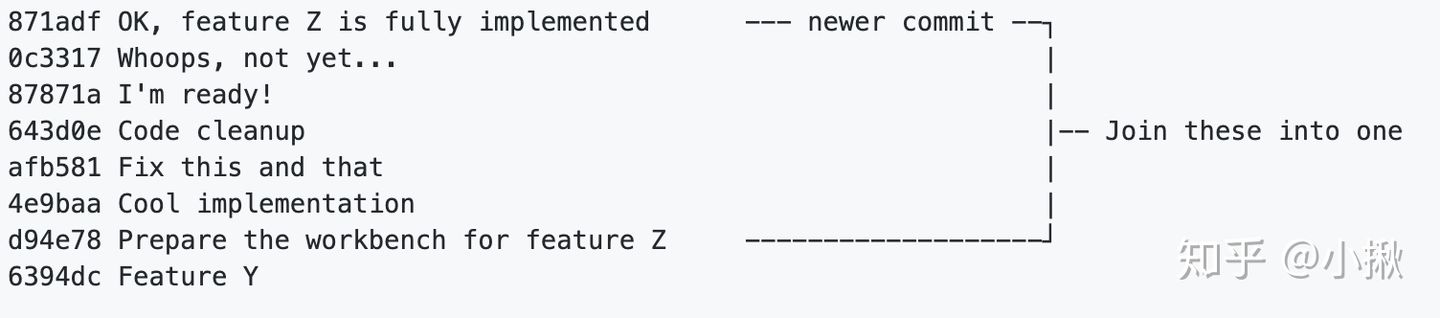 871adf OK, feature Z is fully implemented      --- newer commit --┐
0c3317 Whoops, not yet...                                         |
87871a I'm ready!                                                 |
643d0e Code cleanup                                               |-- Join these into one
afb581 Fix this and that                                          |
4e9baa Cool implementation                                        |
d94e78 Prepare the workbench for feature Z     -------------------┘
6394dc Feature Y
知乎 @小揪